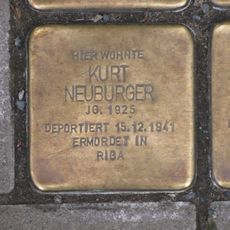 HIER WOHNTE
KURT
NEUBURGER
JG. 1925
DEPORTIERT 15.12.1941
ERMORDET IN
RIGA